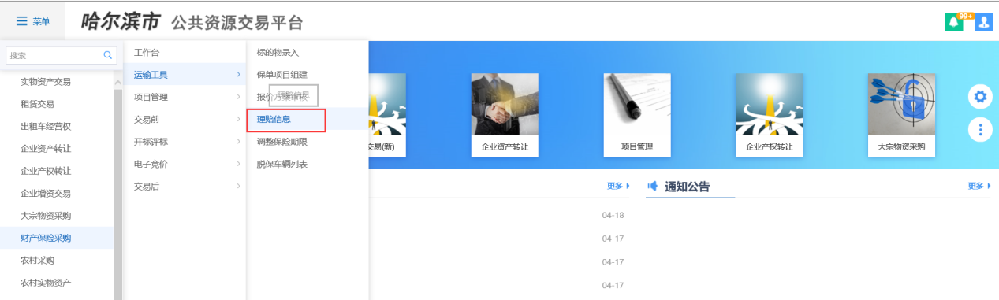 菜单
哈尔滨市 公共资源交易平台
99+
搜索
实物资产交易
租赁交易
出租车经营权
企业资产转让
企业产权转让
企业增资交易
大宗物资采购
财产保险采购
农村采购
农村实物资产
工作台
运输工具
项目管理
交易前
开标评标
电子竞价
交易后
标的物录入
保单项目组建
报价方案审核
理赔信息
理赔信息
调整保险期限
脱保车辆列表
交易(新)
企业资产转让
项目管理
企业产权转让
大宗物资采购
更多
通知公告
更多
04-18
04-17
04-17
04-17